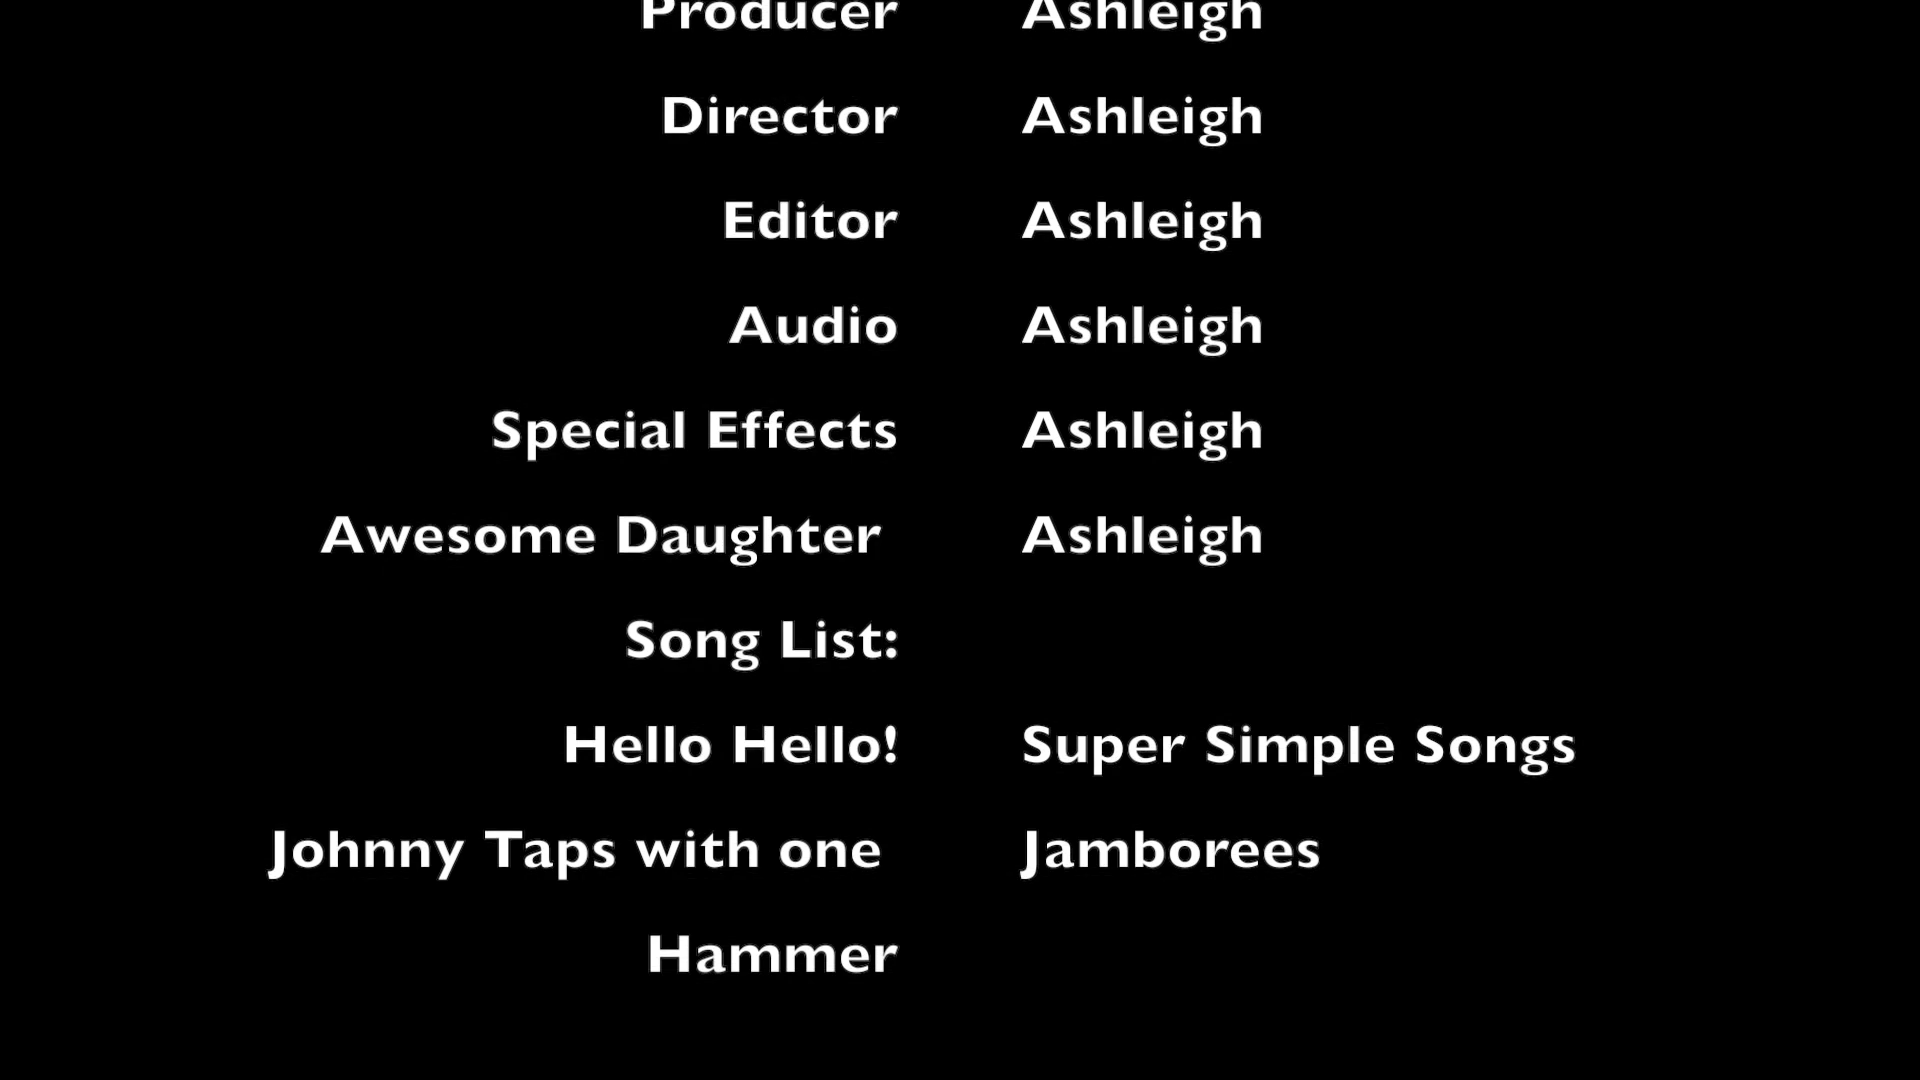 Producer Ashleigh
Director Ashleigh
Editor Ashleigh
Audio Ashleigh
Special Effects Ashleigh
Awesome Daughter Ashleigh
Song List:
Hello Hello! Super Simple Songs
Johnny Taps with one Jamborees
Hammer